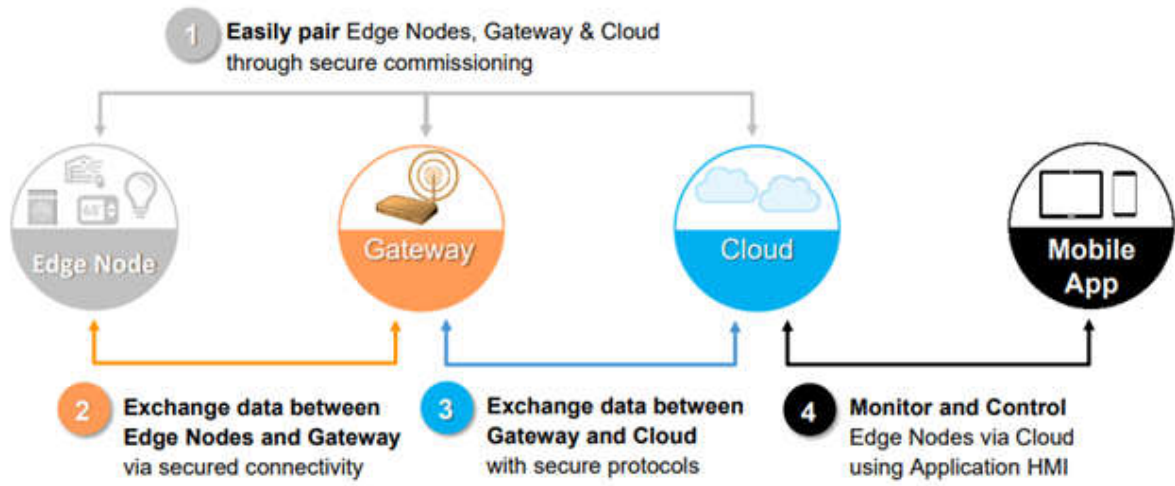 1
Easily pair Edge Nodes, Gateway & Cloud
through secure commissioning
Edge Node
Gateway
Cloud
Mobile
App
2
Exchange data between
Edge Nodes and Gateway
via secured connectivity
3
Exchange data between
Gateway and Cloud
with secure protocols
4
Monitor and Control
Edge Nodes via Cloud
using Application HMI